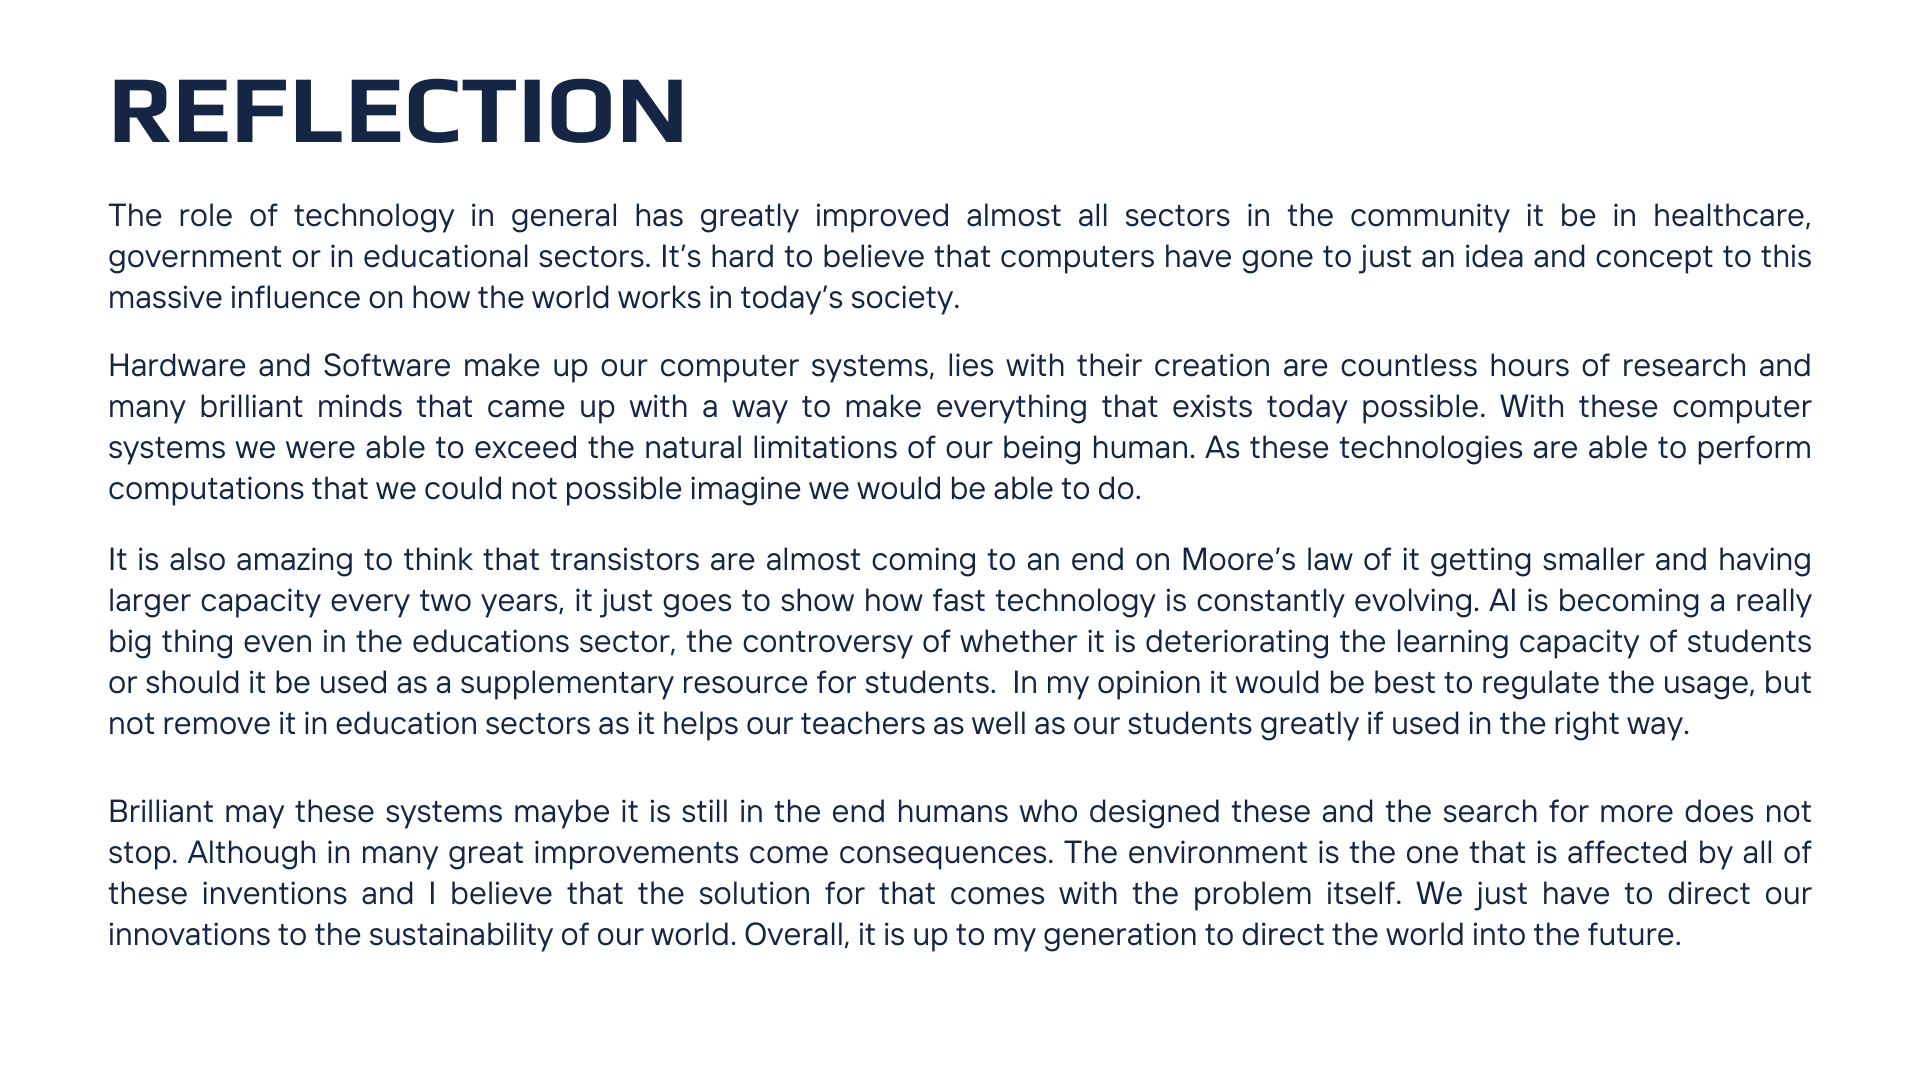 REFLECTION
The role of technology in general has greatly improved almost all sectors in the community it be in healthcare,
government or in educational sectors. It’s hard to believe that computers have gone to just an idea and concept to this
massive influence on how the world works in today’s society.
Hardware and Software make up our computer systems, lies with their creation are countless hours of research and
many brilliant minds that came up with a way to make everything that exists today possible. With these computer
systems we were able to exceed the natural limitations of our being human. As these technologies are able to perform
computations that we could not possible imagine we would be able to do.
It is also amazing to think that transistors are almost coming to an end on Moore’s law of it getting smaller and having
larger capacity every two years, it just goes to show how fast technology is constantly evolving. AI is becoming a really
big thing even in the educations sector, the controversy of whether it is deteriorating the learning capacity of students
or should it be used as a supplementary resource for students.  In my opinion it would be best to regulate the usage, but
not remove it in education sectors as it helps our teachers as well as our students greatly if used in the right way.
Brilliant may these systems maybe it is still in the end humans who designed these and the search for more does not
stop. Although in many great improvements come consequences. The environment is the one that is affected by all of
these inventions and I believe that the solution for that comes with the problem itself. We just have to direct our
innovations to the sustainability of our world. Overall, it is up to my generation to direct the world into the future.